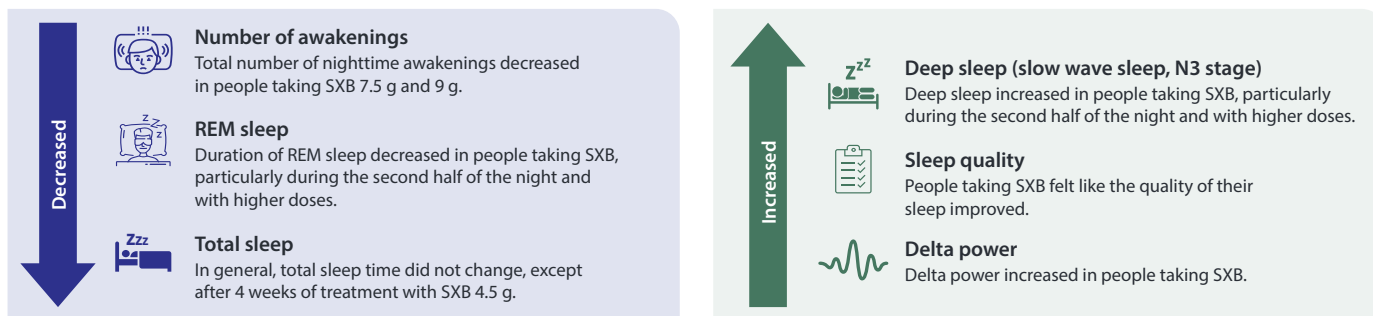 Decreased
!!!
Number of awakenings
Total number of nighttime awakenings decreased
in people taking SXB 7.5 g and 9 g.
z z z
REM sleep
Duration of REM sleep decreased in people taking SXB,
particularly during the second half of the night and
with higher doses.
Zzz
Total sleep
In general, total sleep time did not change, except
after 4 weeks of treatment with SXB 4.5 g.
Increased
zzz
Deep sleep (slow wave sleep, N3 stage)
Deep sleep increased in people taking SXB, particularly
during the second half of the night and with higher doses.
Sleep quality
People taking SXB felt like the quality of their
sleep improved.
Delta power
Delta power increased in people taking SXB.